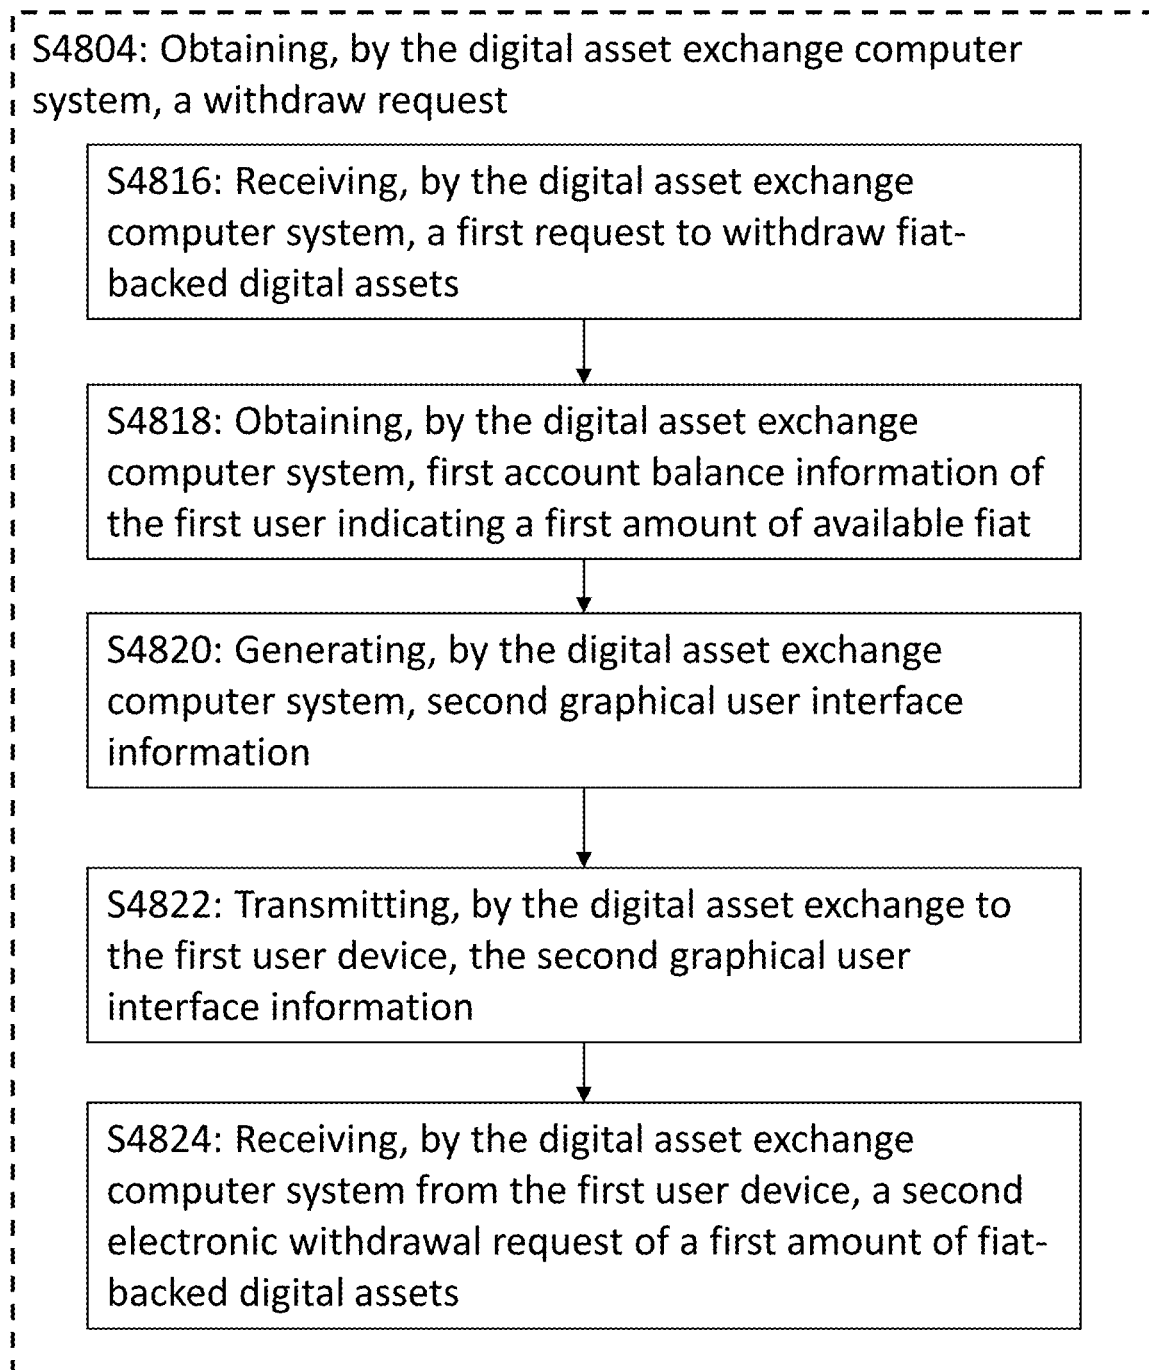 S4804: Obtaining, by the digital asset exchange computer
system, a withdraw request
S4816: Receiving, by the digital asset exchange
computer system, a first request to withdraw fiat-
backed digital assets
S4818: Obtaining, by the digital asset exchange
computer system, first account balance information of
the first user indicating a first amount of available fiat
S4820: Generating, by the digital asset exchange
computer system, second graphical user interface
information
S4822: Transmitting, by the digital asset exchange to
the first user device, the second graphical user
interface information
S4824: Receiving, by the digital asset exchange
computer system from the first user device, a second
electronic withdrawal request of a first amount of fiat-
backed digital assets